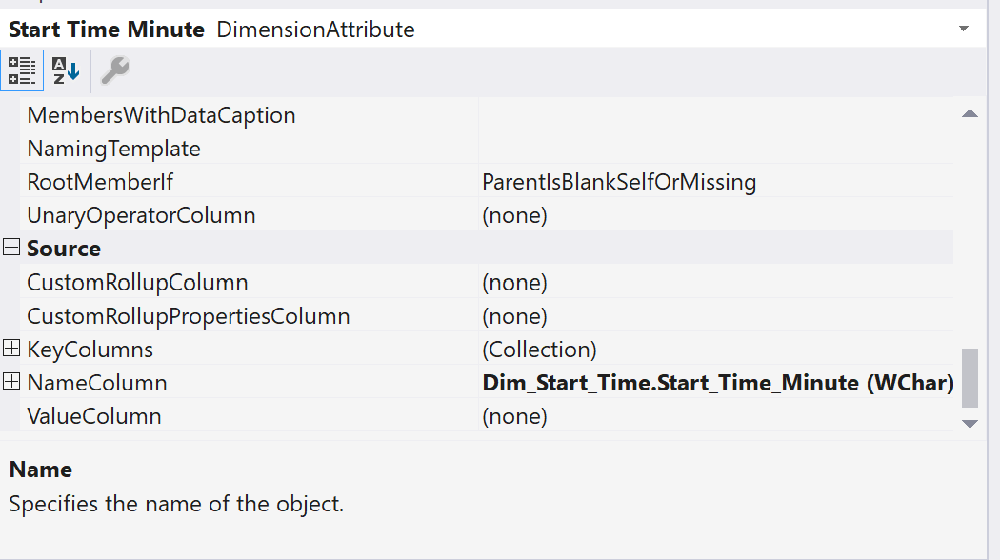 Start Time Minute DimensionAttribute
MembersWithDataCaption
NamingTemplate
RootMemberIf ParentIsBlankSelfOrMissing
UnaryOperatorColumn (none)
Source
CustomRollupColumn (none)
CustomRollupPropertiesColumn (none)
KeyColumns (Collection)
NameColumn Dim_Start_Time.Start_Time_Minute (WChar)
ValueColumn (none)
Name
Specifies the name of the object.